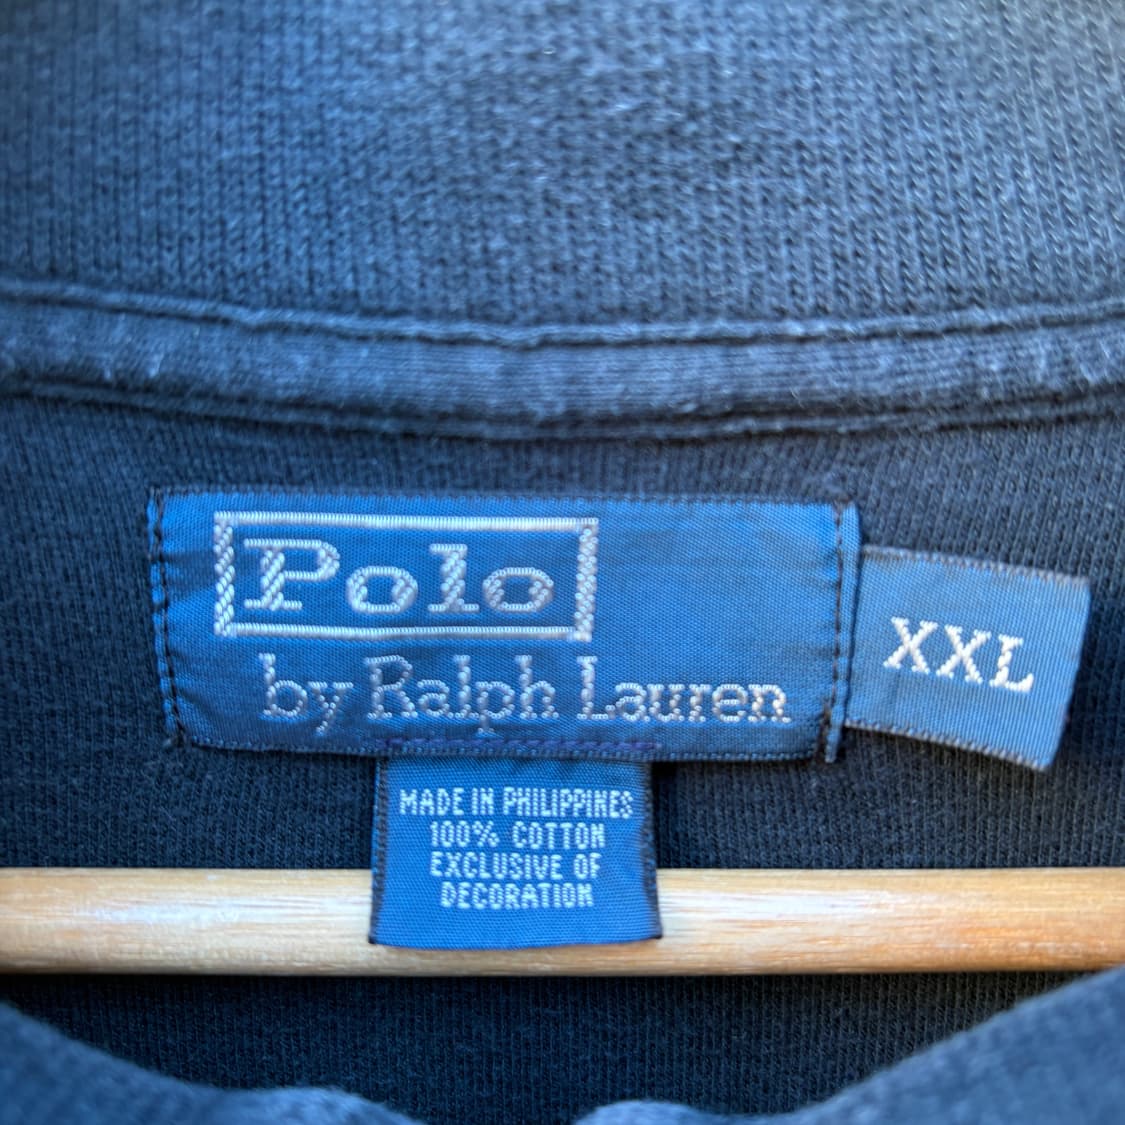 Polo
by Ralph Lauren
XXL
MADE IN PHILIPPINES
100% COTTON
EXCLUSIVE OF
DECORATION